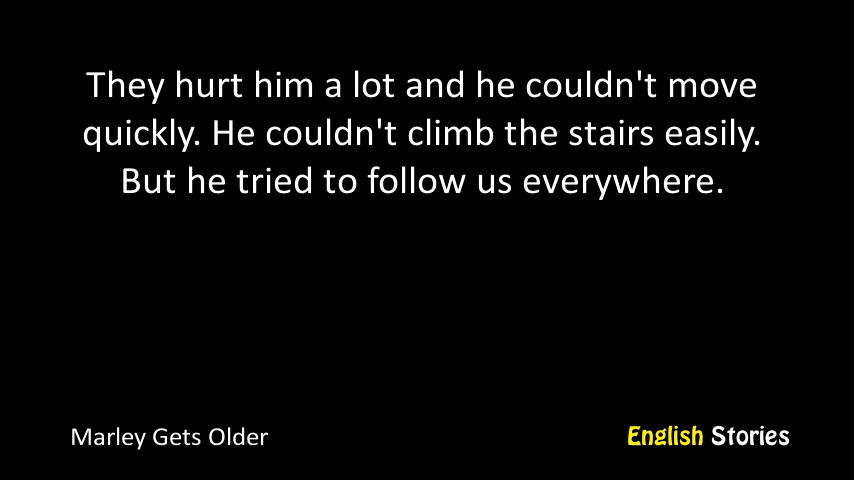 They hurt him a lot and he couldn't move
quickly. He couldn't climb the stairs easily.
But he tried to follow us everywhere.
Marley Gets Older
English Stories